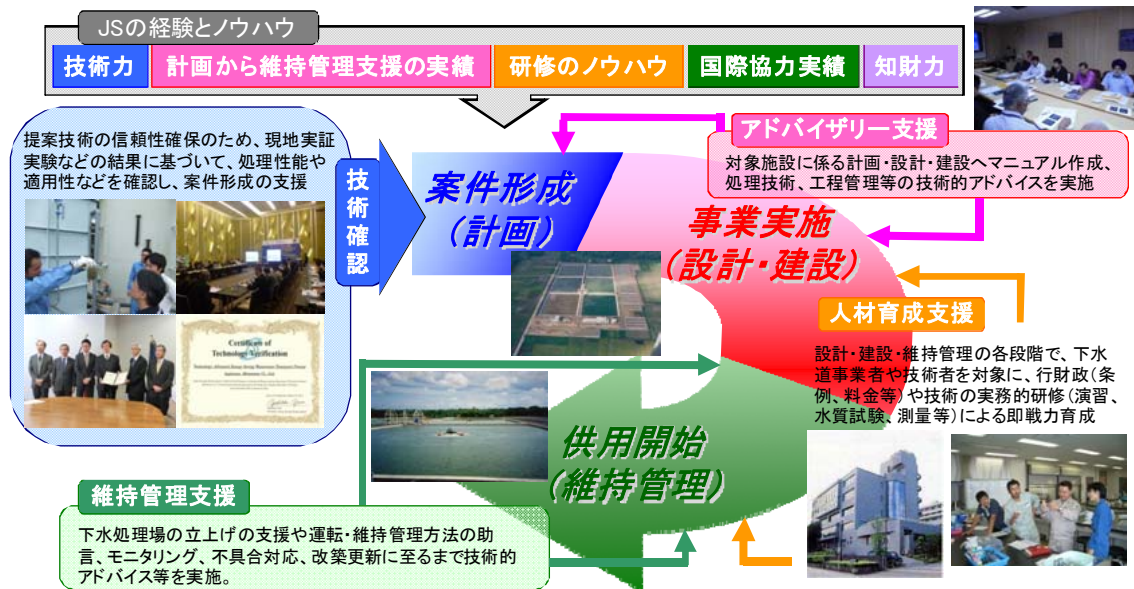 JSの経験とノウハウ
技術力
計画から維持管理支援の実績
研修のノウハウ
国際協力実績
知財力
提案技術の信頼性確保のため、現地実証
実験などの結果に基づいて、処理性能や
適用性などを確認し、案件形成の支援
技術確認
案件形成
（計画）
アドバイザリー支援
対象施設に係る計画・設計・建設へマニュアル作成、
処理技術、工程管理等の技術的アドバイスを実施
事業実施
（設計・建設）
人材育成支援
設計・建設・維持管理の各段階で、下水
道事業者や技術者を対象に、行財政（条
例、料金等）や技術の実務的研修（演習、
水質試験、測量等）による即戦力育成
Certificate of
Technology Verification
供用開始
（維持管理）
維持管理支援
下水処理場の立上げの支援や運転・維持管理方法の助
言、モニタリング、不具合対応、改築更新に至るまで技術的
アドバイス等を実施。